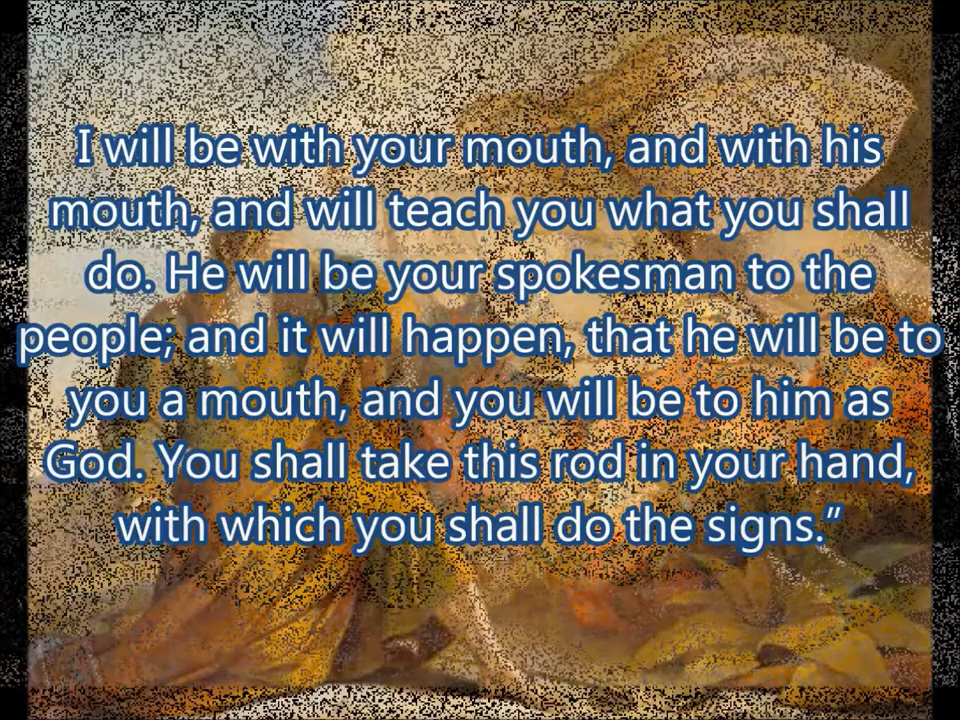 I will be with your mouth, and with his
mouth, and will teach you what you shall
do. He will be your spokesman to the
people; and it will happen, that he will be to
you a mouth, and you will be to him as
God. You shall take this rod in your hand,
with which you shall do the signs.”